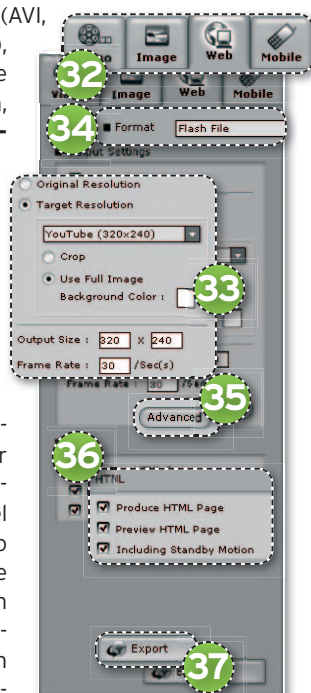 (AVI,
Image Web Mobile
32
Image Web Mobile
34
Format Flash File
Settings
Original Resolution
Target Resolution
YouTube (320x240)
Crop
Use Full Image
Background Color :
33
Output Size : 320 X 240
Frame Rate : 30 /Sec(s)
Frame Rate : 30
35
Advanced
36
HTML
Produce HTML Page
Preview HTML Page
Including Standby Motion
Export
37